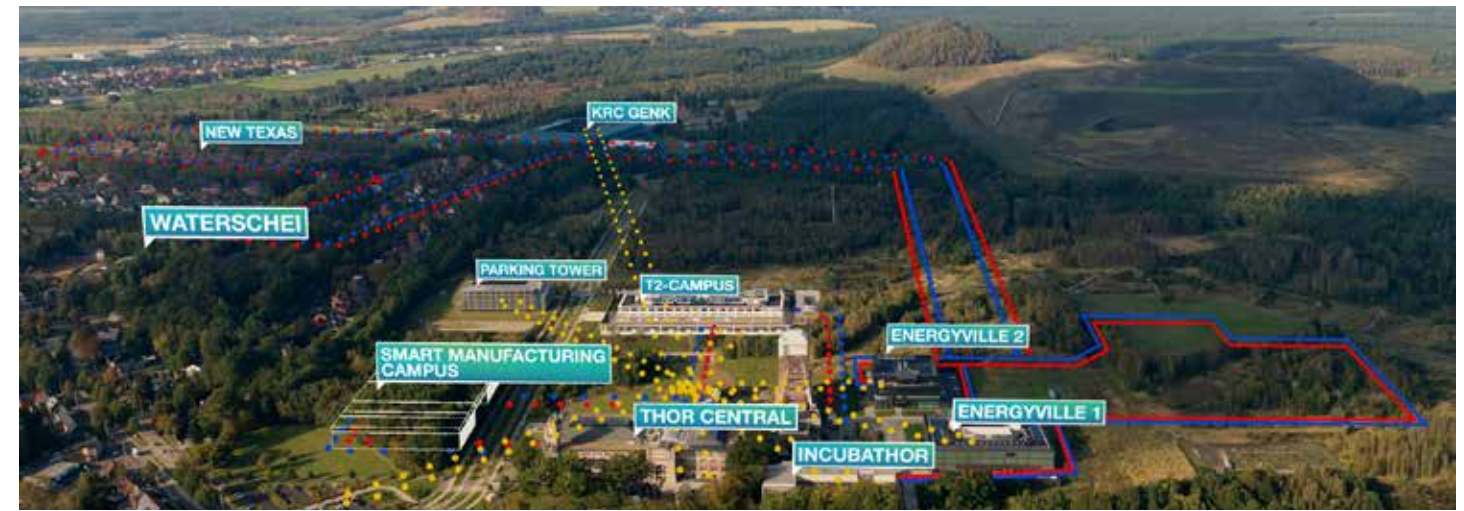 KRC GENK
NEW TEXAS
WATERSCHEI
PARKING TOWER
T2-CAMPUS
ENERGYVILLE 2
SMART MANUFACTURING
CAMPUS
THOR CENTRAL
ENERGYVILLE 1
INCUBATHOR